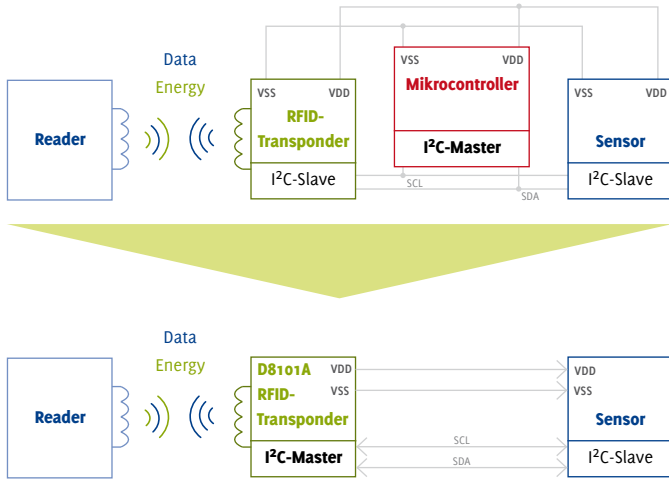 Data
Energy
Reader
VSS
VDD
RFID-
Transponder
I²C-Slave
VSS
VDD
Mikrocontroller
I²C-Master
SCL
SDA
VSS
VDD
Sensor
I²C-Slave
Data
Energy
Reader
D8101A
VDD
RFID-
VSS
Transponder
I²C-Master
SCL
SDA
VDD
VSS
Sensor
I²C-Slave